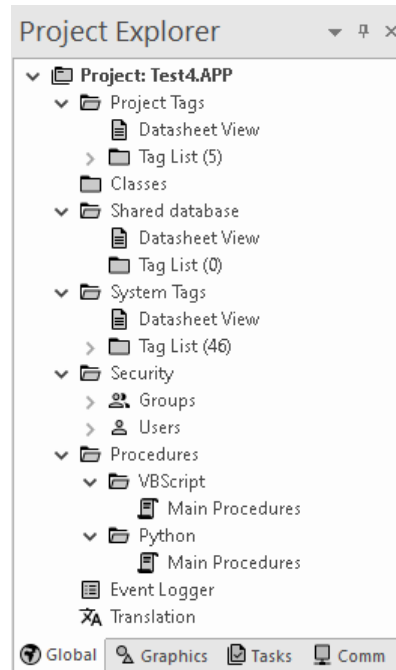 Project Explorer
Project: Test4.APP
Project Tags
Datasheet View
Tag List (5)
Classes
Shared database
Datasheet View
Tag List (0)
System Tags
Datasheet View
Tag List (46)
Security
Groups
Users
Procedures
VBScript
Main Procedures
Python
Main Procedures
Event Logger
Translation
Global Graphics Tasks Comm